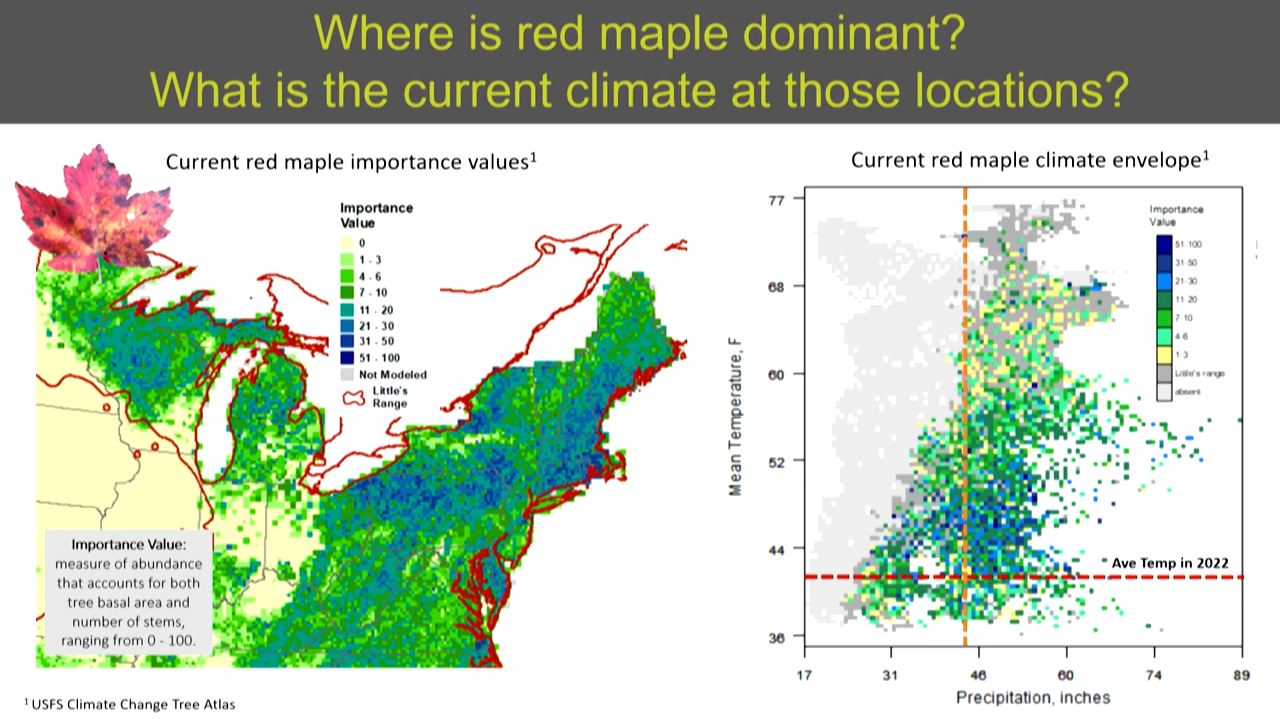 Where is red maple dominant?
What is the current climate at those locations?
Current red maple importance values¹
Importance
Value
0
1 - 3
4 - 6
7 - 10
11 - 20
21 - 30
31 - 50
51 - 100
Not Modeled
Little's
Range
Importance Value:
measure of abundance
that accounts for both
tree basal area and
number of stems,
ranging from 0 - 100.
¹ USFS Climate Change Tree Atlas
Current red maple climate envelope¹
Mean Temperature, F
77
68
60
52
44
36
Importance
Value
51-100
31-50
21-30
11-20
7-10
4-6
1-3
Little's range
absent
Ave Temp in 2022
17
31
46
60
74
89
Precipitation, inches